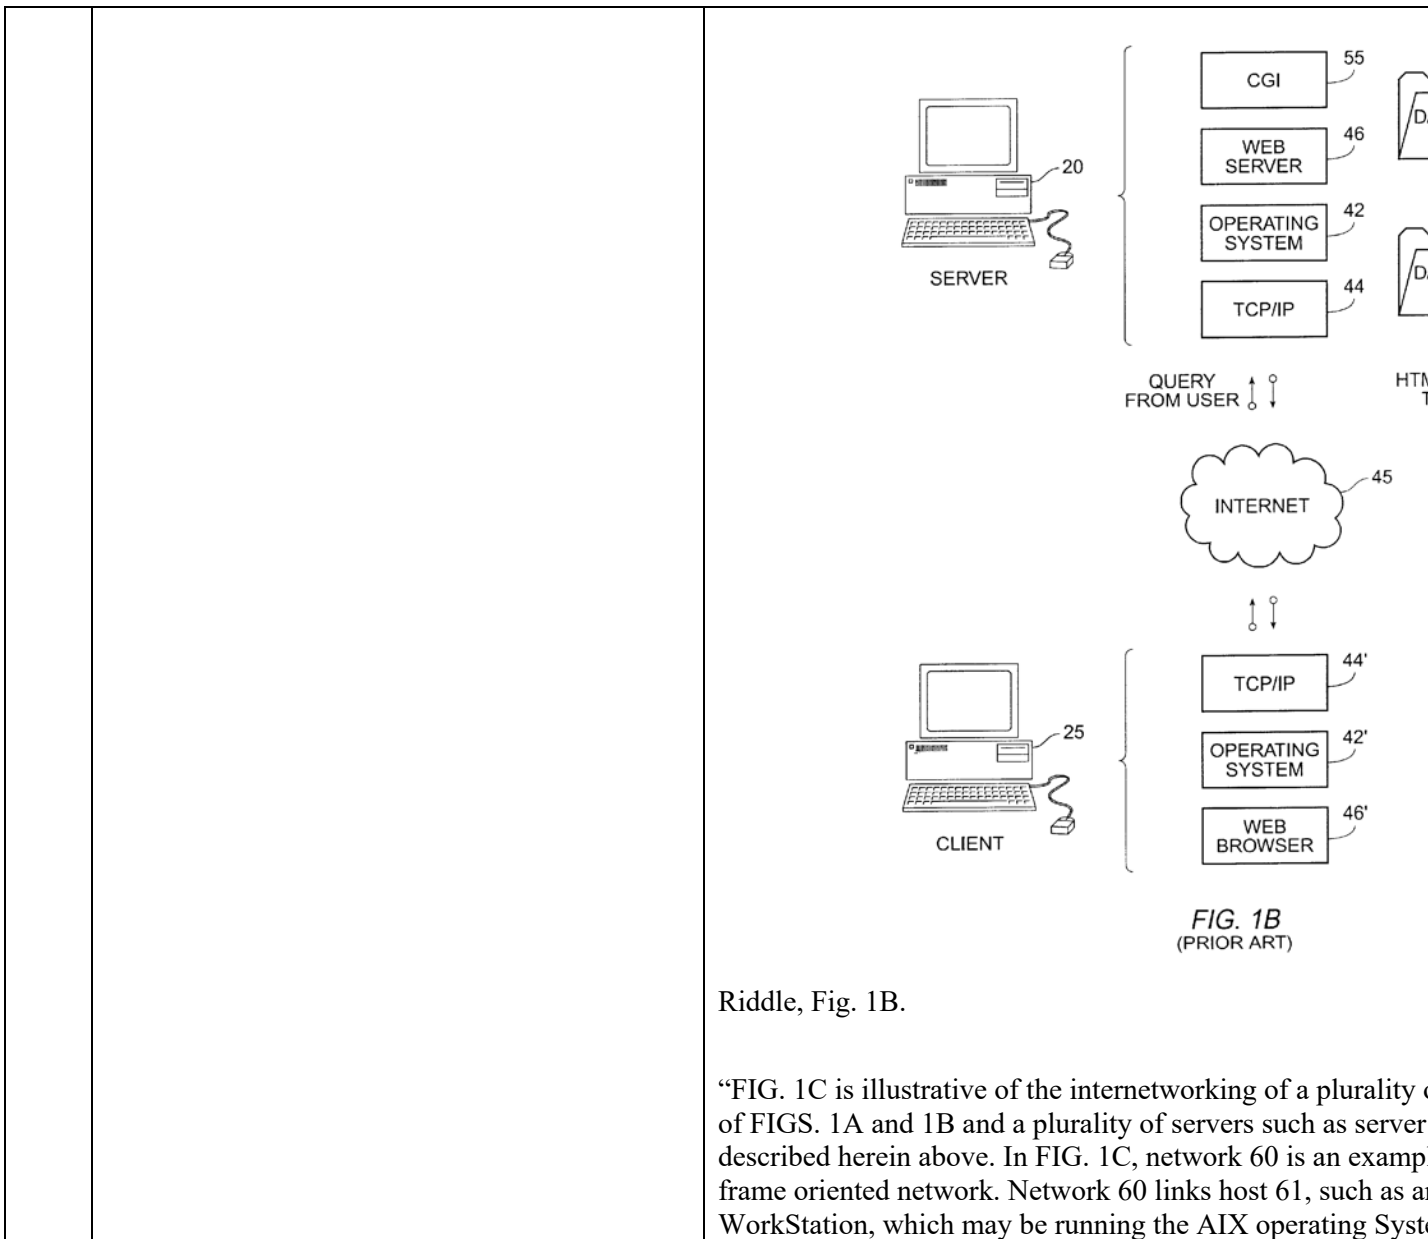 55
CGI
46
WEB
SERVER
20
42
OPERATING
SYSTEM
SERVER
44
TCP/IP
QUERY
FROM USER
45
INTERNET
44'
TCP/IP
25
42'
OPERATING
SYSTEM
46'
WEB
BROWSER
CLIENT
FIG. 1B
(PRIOR ART)
Riddle, Fig. 1B.
“FIG. 1C is illustrative of the internetworking of a plurality
of FIGS. 1A and 1B and a plurality of servers such as server
described herein above. In FIG. 1C, network 60 is an
frame oriented network. Network 60 links host 61, such as
WorkStation, which may be running the AIX operating